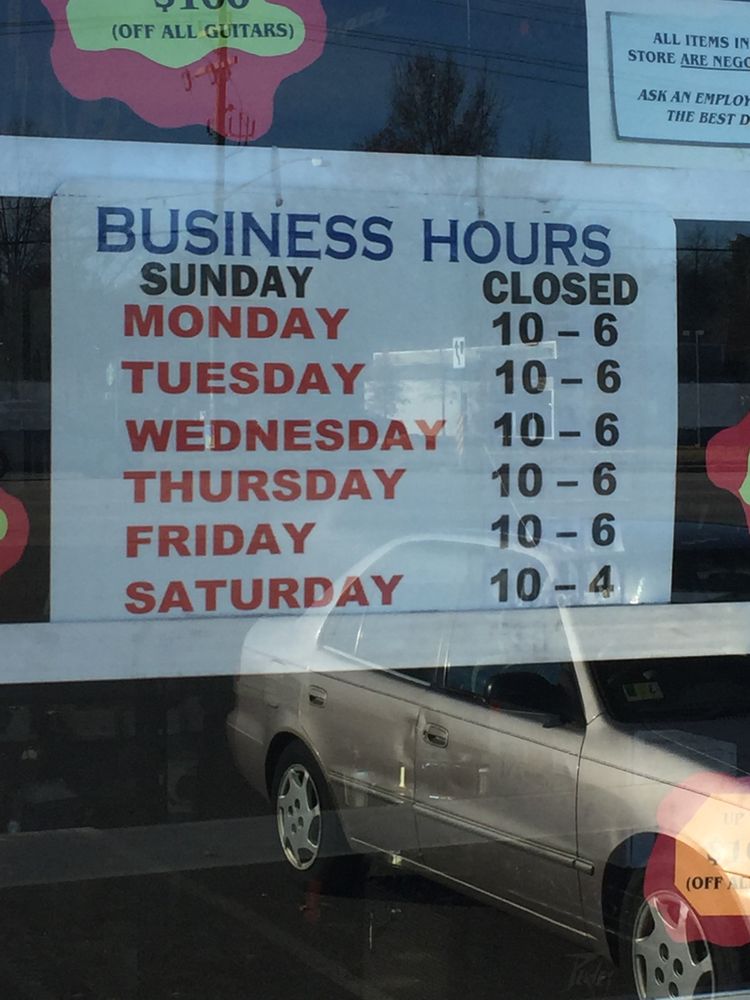 $100
(OFF ALL GUITARS)
ALL ITEMS IN
STORE ARE NEGO
ASK AN EMPLOY
THE BEST D
BUSINESS HOURS
SUNDAY CLOSED
MONDAY 10 – 6
TUESDAY 10 – 6
WEDNESDAY 10 – 6
THURSDAY 10 – 6
FRIDAY 10 – 6
SATURDAY 10 – 4
UP
(OFF AL